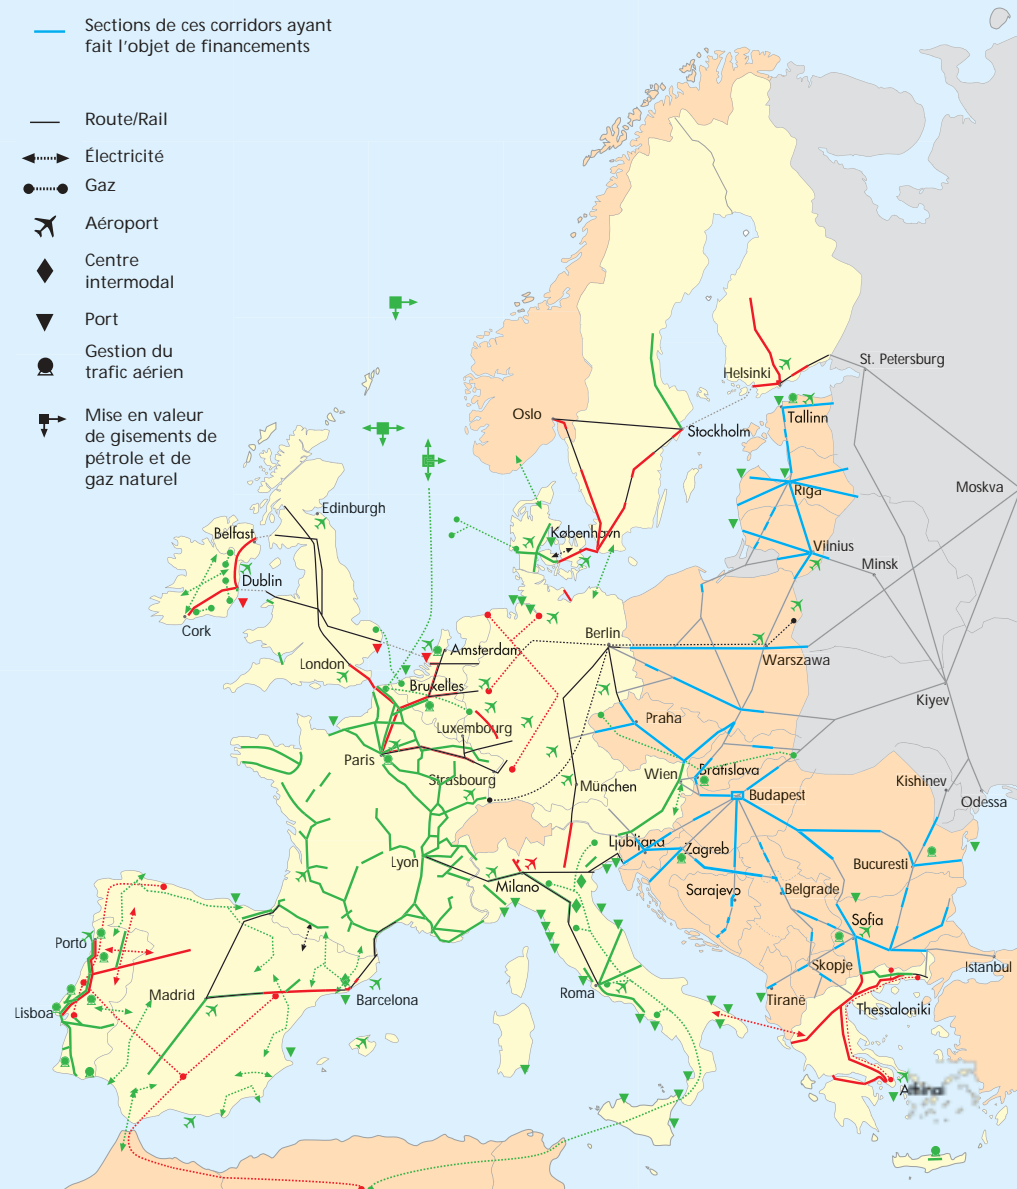 Sections de ces corridors ayant
fait l'objet de financements
Route/Rail
Électricité
Gaz
Aéroport
Centre
intermodal
Port
Gestion du
trafic aérien
Mise en valeur
de gisements de
pétrole et de
gaz naturel
St. Petersburg
Helsinki
Oslo
Tallinn
Stockholm
Moskva
Riga
Edinburgh
Belfast
København
Vilnius
Minsk
Dublin
Cork
Berlin
Amsterdam
London
Warszawa
Bruxelles
Kiyev
Praha
Luxembourg
Paris
Strasbourg
Wien
Bratislava
Kishinev
München
Budapest
Odessa
Ljubljana
Zagreb
Lyon
Bucuresti
Milano
Sarajevo
Belgrade
Sofia
Porto
Skopje
Istanbul
Madrid
Roma
Barcelona
Tiranë
Lisboa
Thessaloniki